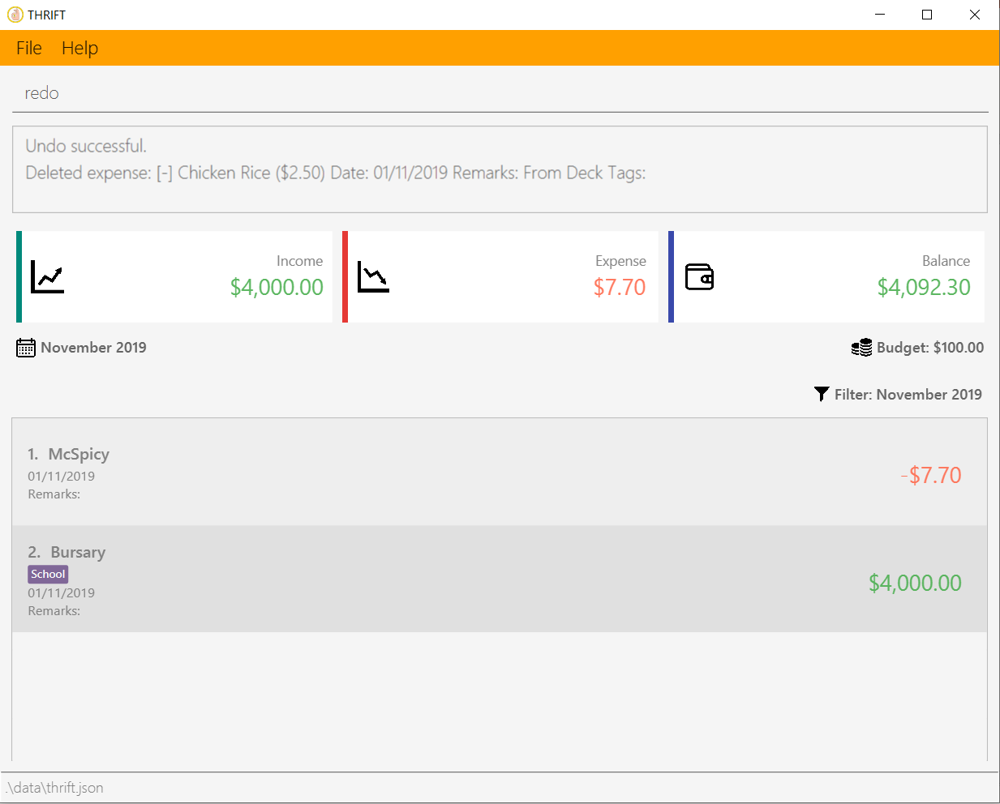 THRIFT
File Help
redo
Undo successful.
Deleted expense: [-] Chicken Rice ($2.50) Date: 01/11/2019 Remarks: From Deck Tags:
Income
$4,000.00
Expense
$7.70
Balance
$4,092.30
November 2019
Budget: $100.00
Filter: November 2019
1. McSpicy
01/11/2019
Remarks:
-$7.70
2. Bursary
School
01/11/2019
Remarks:
$4,000.00
.\data\thrift.json